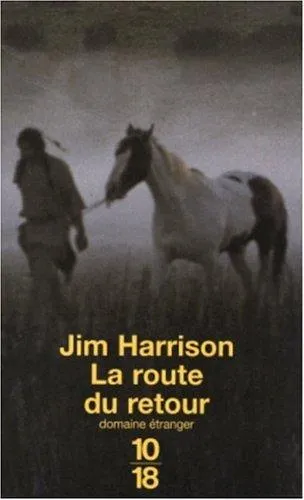 Jim Harrison
La route
du retour
domaine étranger
10
18